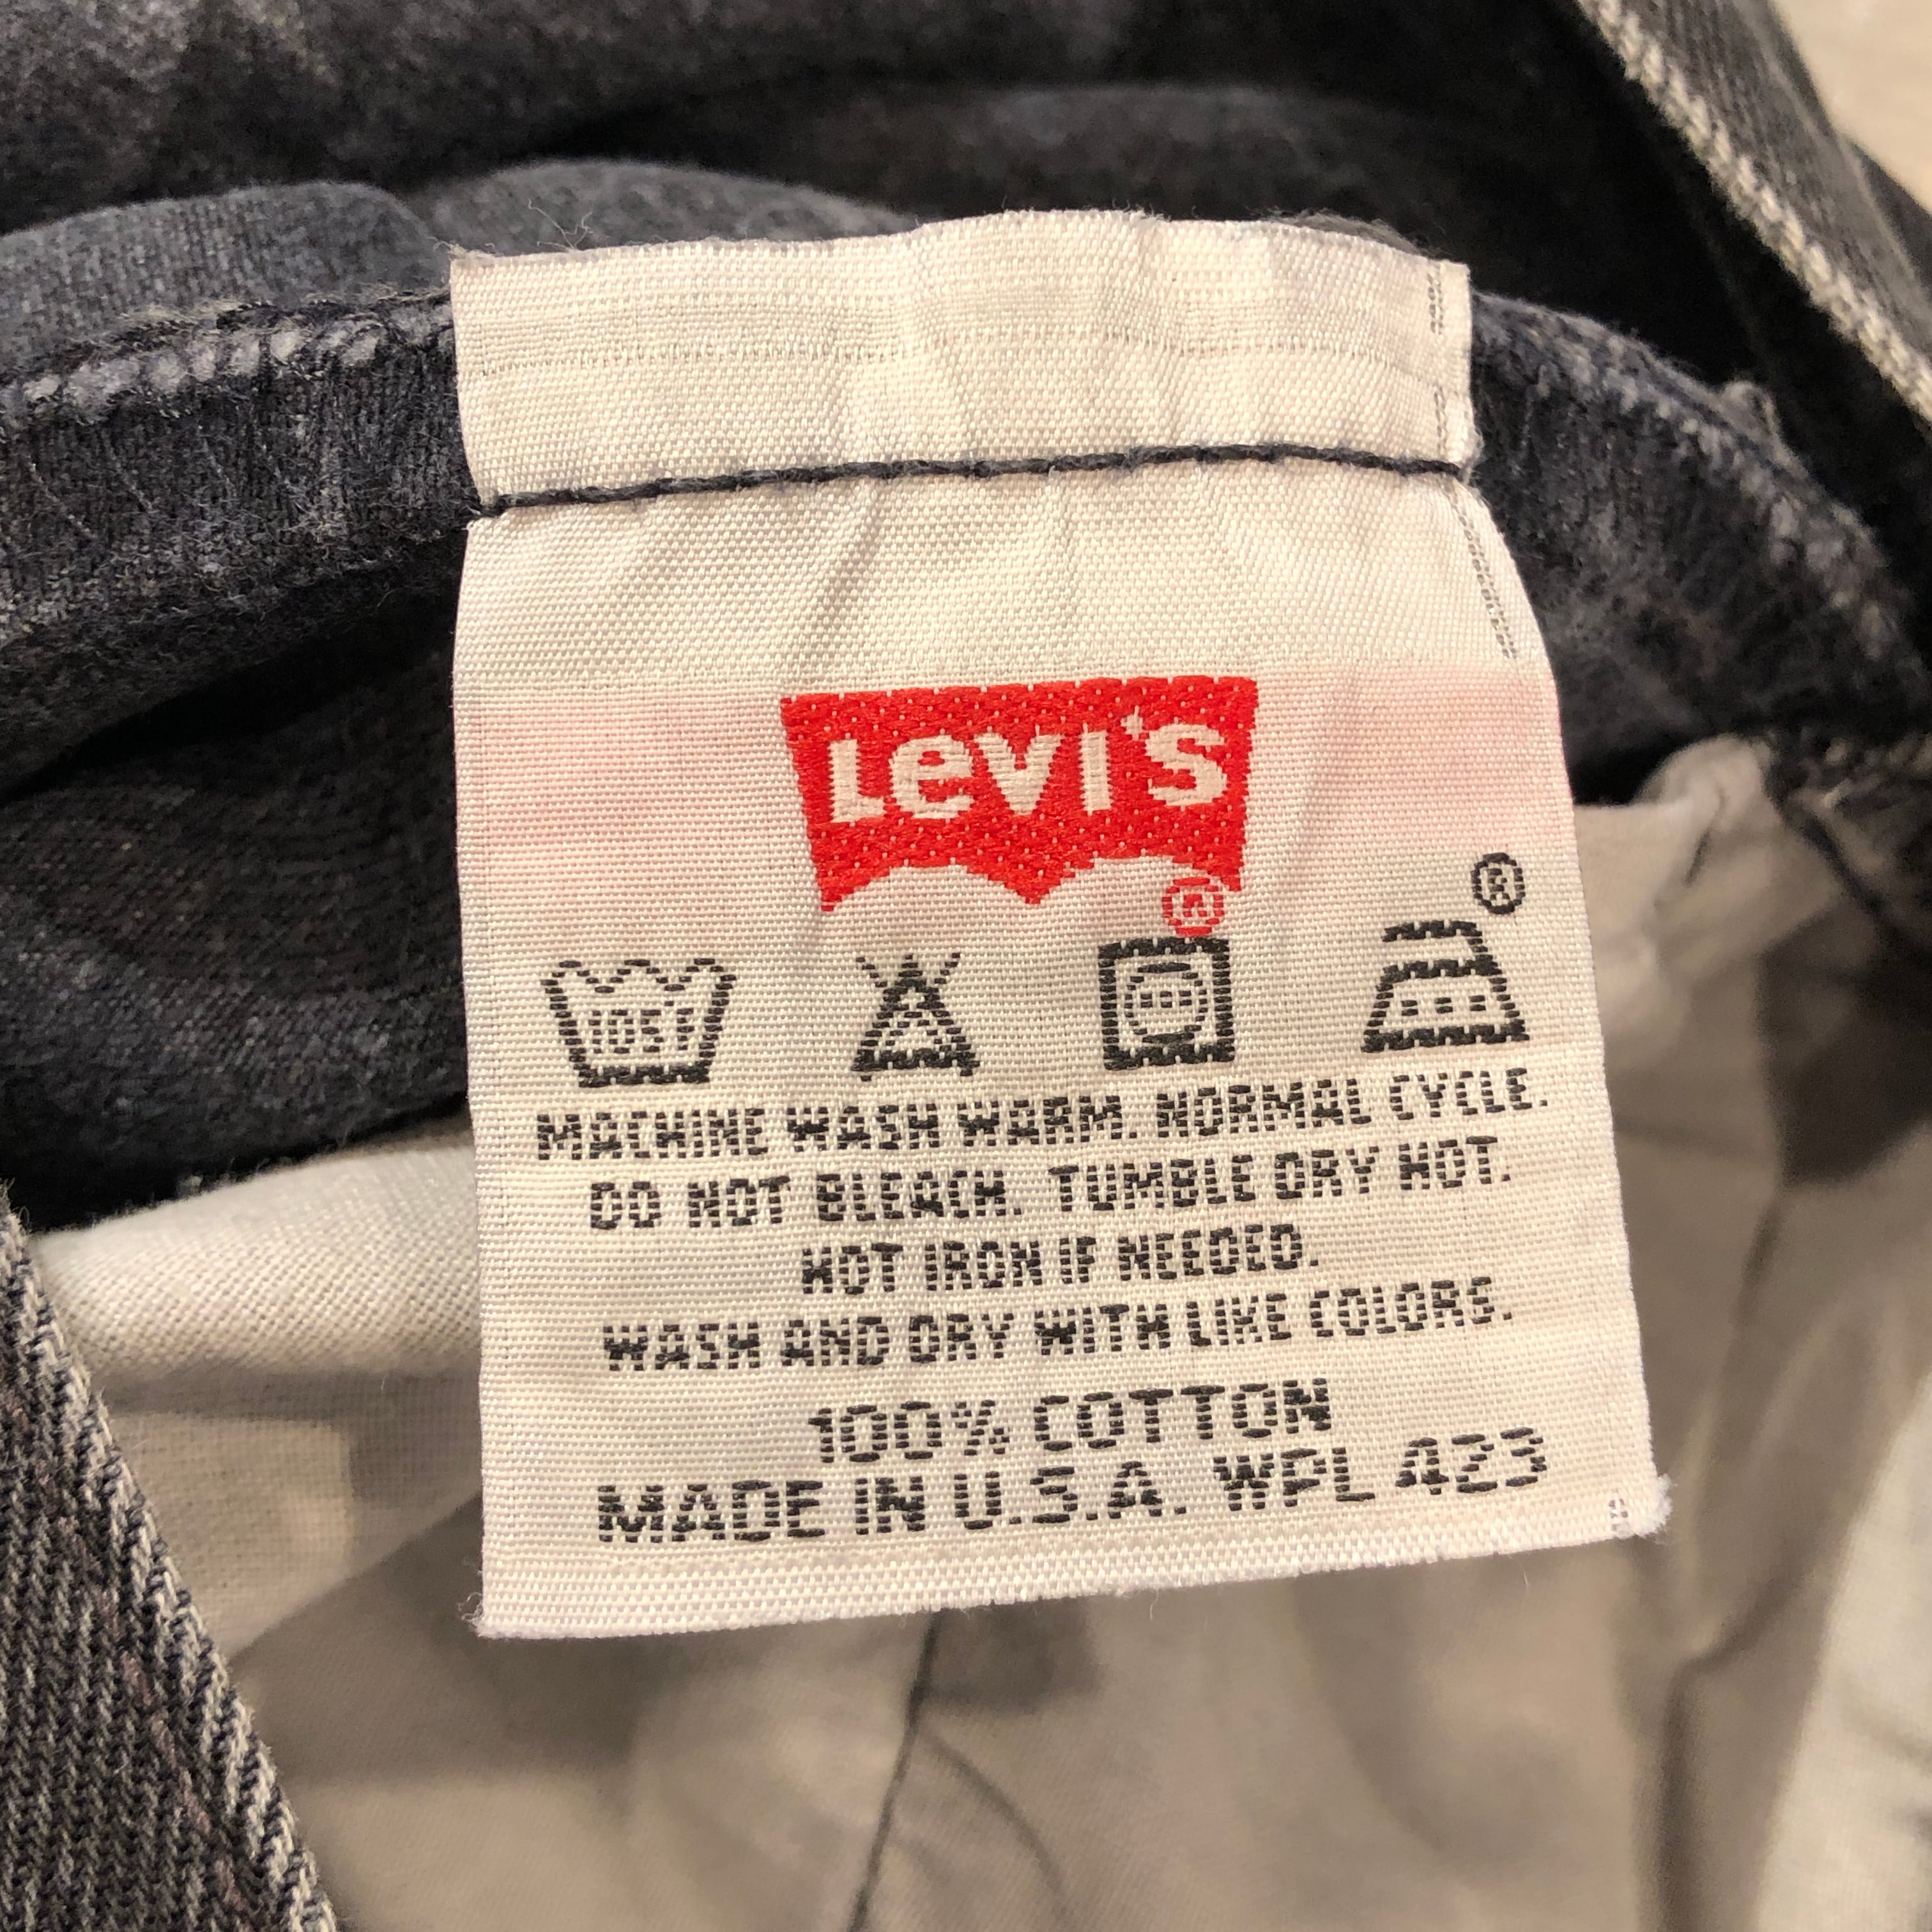 LEVI'S
®
®
105F
MACHINE WASH WARM. NORMAL CYCLE.
DO NOT BLEACH. TUMBLE DRY HOT.
HOT IRON IF NEEDED.
WASH AND DRY WITH LIKE COLORS.
100% COTTON
MADE IN U.S.A. WPL 423